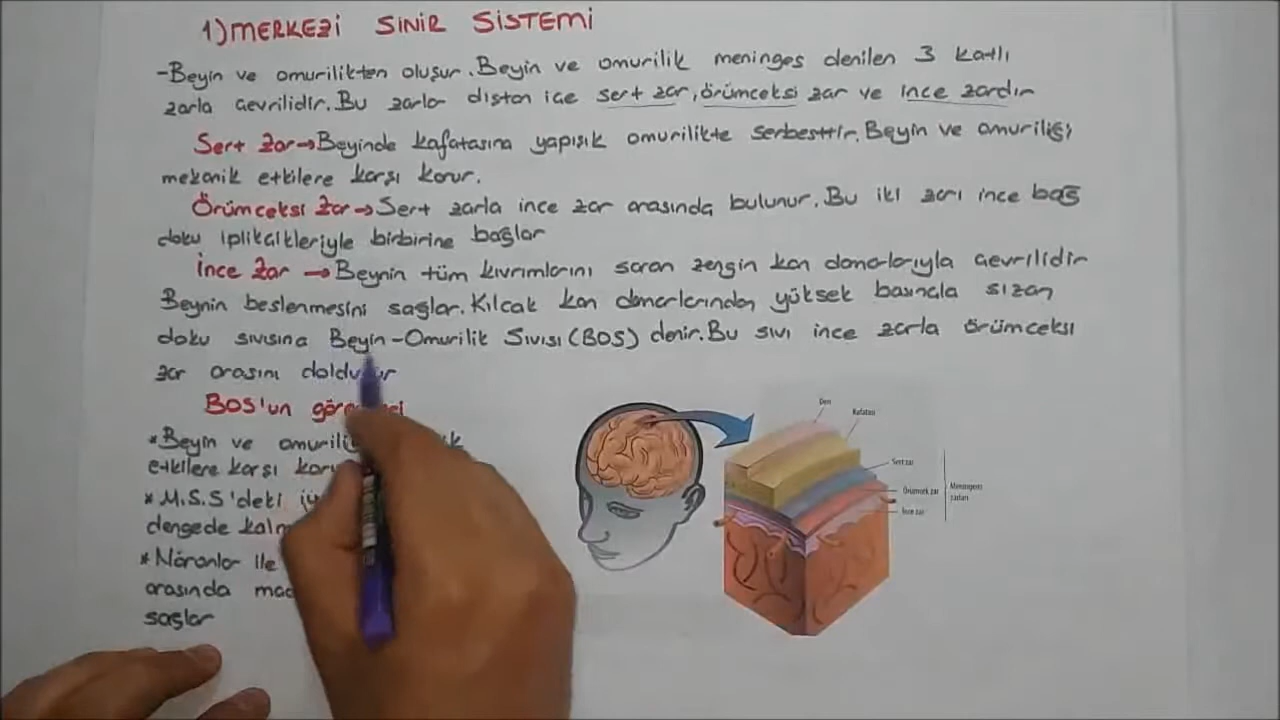 1) MERKEZİ SINIR SİSTEMİ
-Beyin ve omurilikten oluşur. Beyin ve omurilik meninges denilen 3 katlı
zarla çevrilidir. Bu zarlar dıştan içe sert zar, örümceksi zar ve ince zardır
Sert Zar→Beyinde kafatasına yapışık omurilikte serbesttir. Beyin ve omuriliği
mekanik etkilere karşı korur.
Örümceksi Zar→Sert zarla ince zar arasında bulunur. Bu iki zarı ince bağ
doku iplikcikleriyle birbirine bağlar
İnce Zar → Beynin tüm kıvrımlarını saran zengin kan damarlarıyla çevrilidir
Beynin beslenmesini sağlar. Kılcak kan damarlarından yüksek basınçla sızan
doku sıvısına Beyin-Omurilik Sıvısı (BOS) denir. Bu sıvı ince zarla örümceksi
zar arasını
BOS'un
*Beyin ve
etkilere karşı
*M.S.S'deki
dengede
*Nöronlar ile
arasında
sağlar
Deri
Kafatası
Sert zar
Örümcek zar
İnce zar
Meninges
zarları